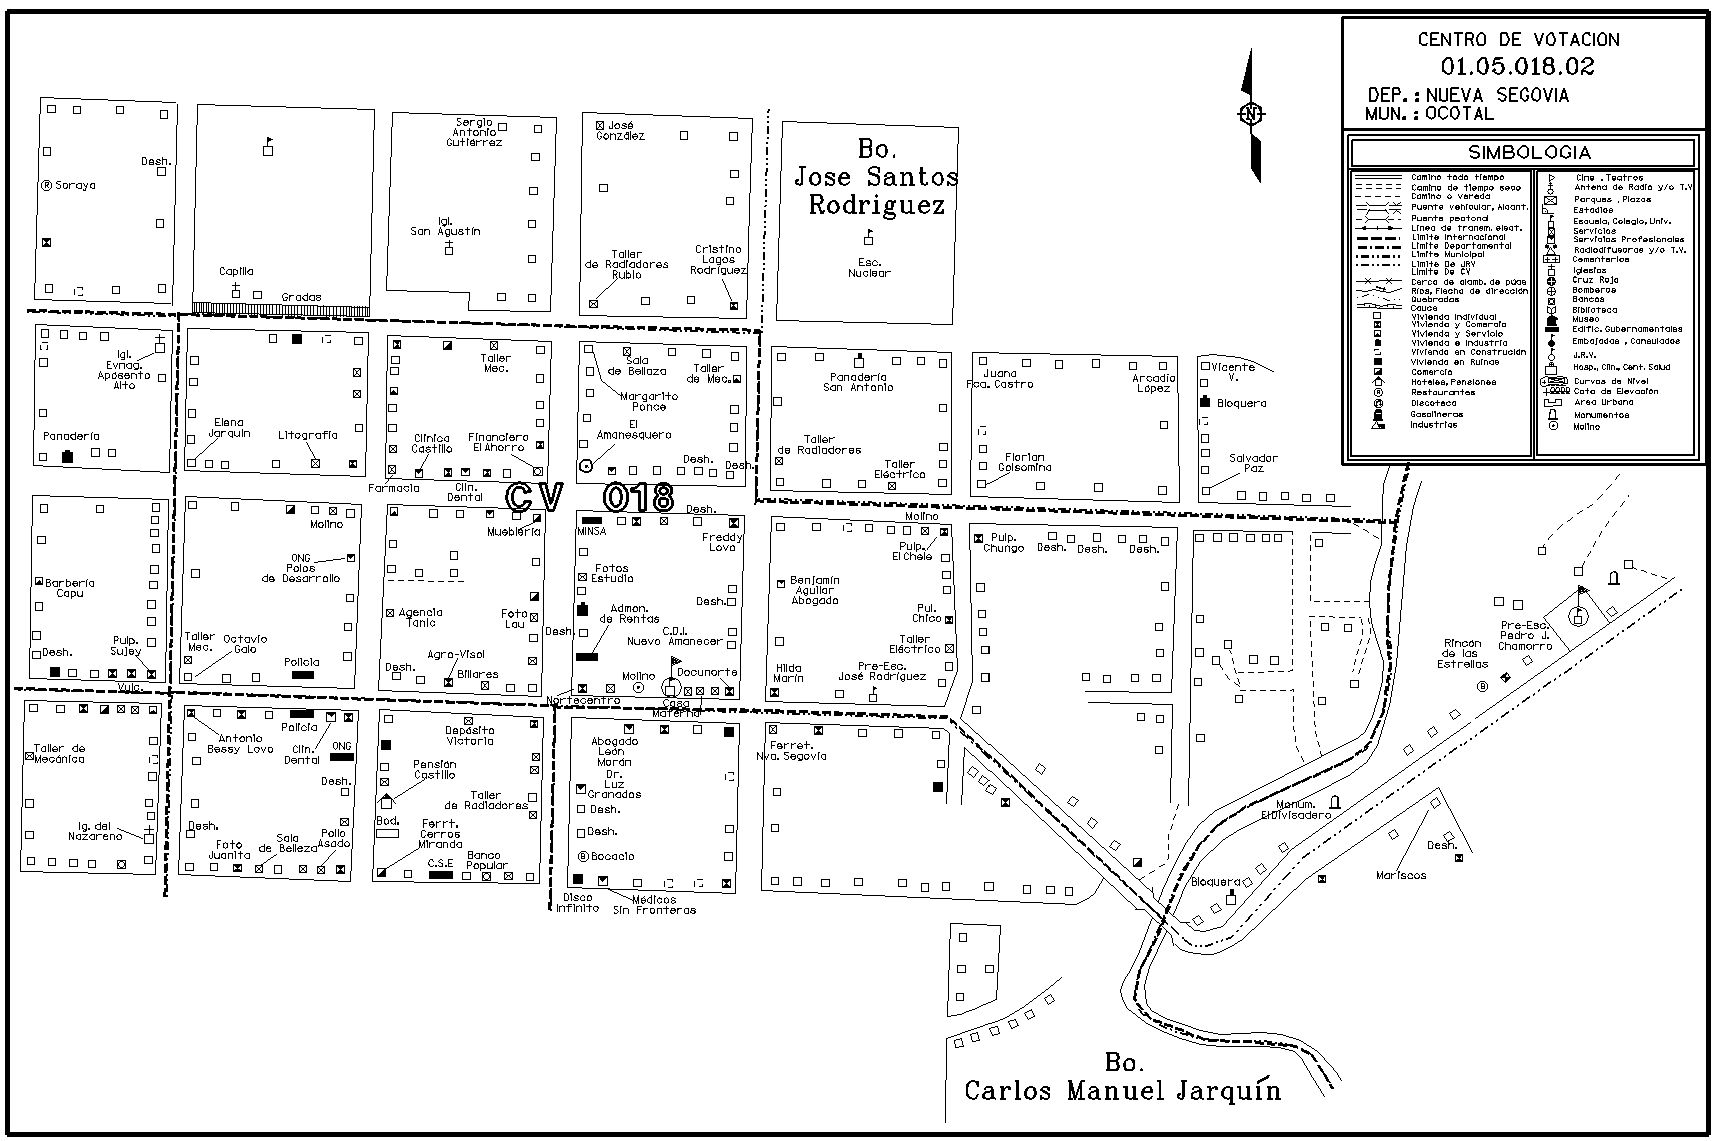 CENTRO DE VOTACION
01.05.018.02
DEP.: NUEVA SEGOVIA
MUN.: OCOTAL
SIMBOLOGIA
Camino todo tiempo
Camino de tiempo seco
Camino o vereda
Puente vehicular, Alcant.
Puente peatonal
Linea de transm. elect.
Limite Internacional
Limite Departamental
Limite Municipal
Limite De JRV
Limite De CV
Cerca de alamb. de púas
Ríos, Flecha de dirección
Quebradas
Cauce
Vivienda Individual
Vivienda y Comercio
Vivienda y Servicio
Vivienda e Industria
Vivienda en Construción
Vivienda en Ruinas
Comercio
Hoteles, Pensiones
Restaurantes
Discoteca
Gasolineras
Industrias
Cine . Teatros
Antena de Radio y/o T.V
Parques , Plazas
Estadios
Escuela, Colegio, Univ.
Servicios
Servicios Profesionales
Radiodifusoras y/o T.V.
Cementerios
Iglesias
Cruz Roja
Bomberos
Bancos
Biblioteca
Museo
Edific. Gubernamentales
Embajadas , Consulados
J.R.V.
Hosp., Clin., Cent. Salud
Curvas de Nivel
Cota de Elevación
Area Urbana
Monumentos
Molino
N
Bo.
Jose Santos
Rodriguez
Esc.
Nuclear
Desh.
R Soraya
Capilla
Gradas
Sergio
Antonio
Gutierrez
Igl.
San Agustín
José
González
Taller
de Radiadores
Rubio
Cristino
Lagos
Rodríguez
Igl.
Evnag.
Aposento
Alto
Panadería
Elena
Jarquin
Litografía
Taller
Mec.
Clínica
Castillo
Financiero
El Ahorro
Farmacia
Clin.
Dental
Sala
de Belleza
Taller
de Mec.
Margarito
Ponce
El
Amanesquero
Desh.
Desh.
Panadería
San Antonio
Taller
de Radiadores
Taller
Eléctrico
Juana
Fca. Castro
Arcadio
López
Florian
Colsomina
Vicente
V.
Bloquera
Salvador
Paz
CV 018
Barbería
Capu
Desh.
Pulp.
Sujey
Vulc.
Molino
ONG
Polos
de Desarrollo
Taller
Mec.
Octavio
Galo
Policia
Mueblería
Agencia
Tanic
Foto
Lau
Desh.
Agro-Visol
Billares
MINSA
Desh.
Freddy
Lovo
Fotos
Estudio
Admon.
de Rentas
Desh.
Desh.
C.D.I.
Nuevo Amanecer
Molino
Docunorte
Nortecentro
Casa
Materna
Molino
Pulp.
El Chele
Benjamín
Aguilar
Abogado
Pul.
Chico
Taller
Eléctrico
Hilda
Marín
Pre-Esc.
José Rodríguez
Pulp.
Chungo
Desh.
Desh.
Desh.
Pre-Esc.
Pedro J.
Chamorro
Rincón
de las
Estrellas
Taller de
Mecánica
Ig. del
Nazareno
Antonio
Bessy Lovo
Policia
Clin.
Dental
ONG
Desh.
Desh.
Foto
Juanita
Sala
de Belleza
Pollo
Asado
Depósito
Victoria
Pensión
Castillo
Taller
de Radiadores
Bod.
Ferrt.
Cerros
Miranda
C.S.E
Banco
Popular
Abogado
León
Morán
Dr.
Luz
Granados
Desh.
Desh.
Bocacio
Disco
Infinito
Médicos
Sin Fronteras
Ferret.
Nva. Segovia
Monum.
El Divisadero
Bloquera
Mariscos
Desh.
Bo.
Carlos Manuel Jarquín